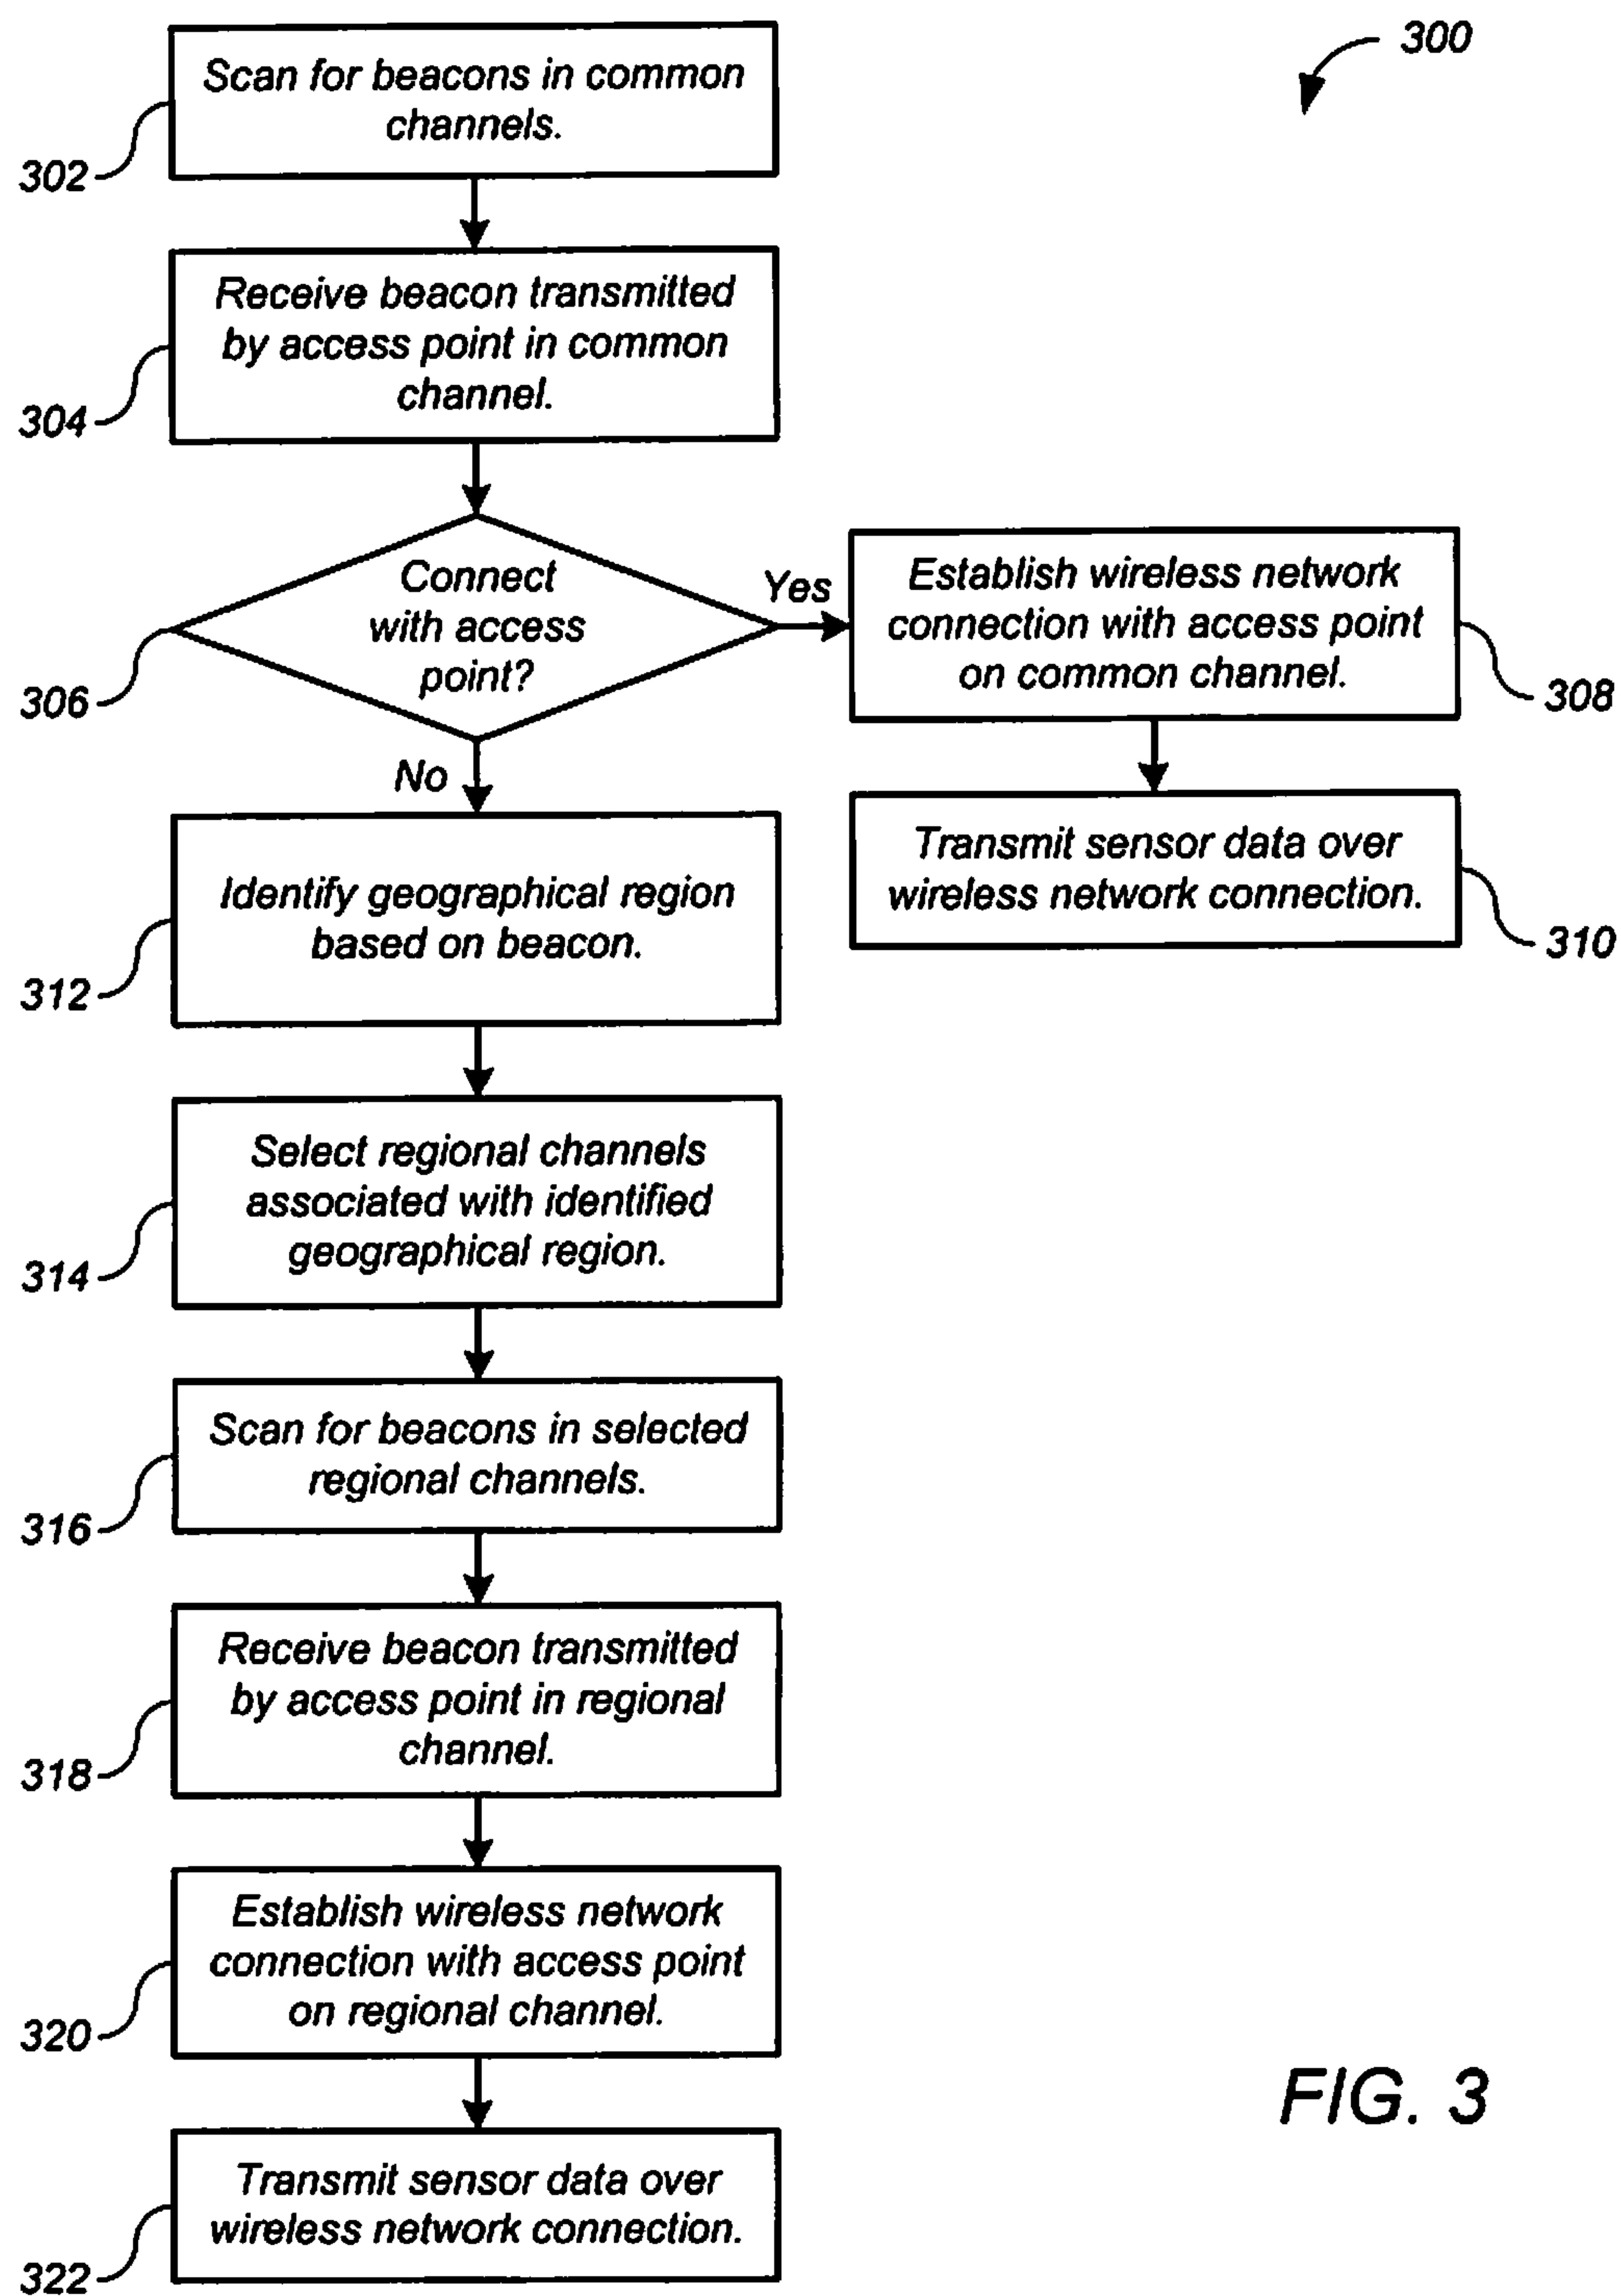 300
Scan for beacons in common
channels.
302
Receive beacon transmitted
by access point in common
channel.
304
Connect
with access
point?
306
Yes
Establish wireless network
connection with access point
on common channel.
308
Transmit sensor data over
wireless network connection.
310
No
Identify geographical region
based on beacon.
312
Select regional channels
associated with identified
geographical region.
314
Scan for beacons in selected
regional channels.
316
Receive beacon transmitted
by access point in regional
channel.
318
Establish wireless network
connection with access point
on regional channel.
320
Transmit sensor data over
wireless network connection.
322
FIG. 3